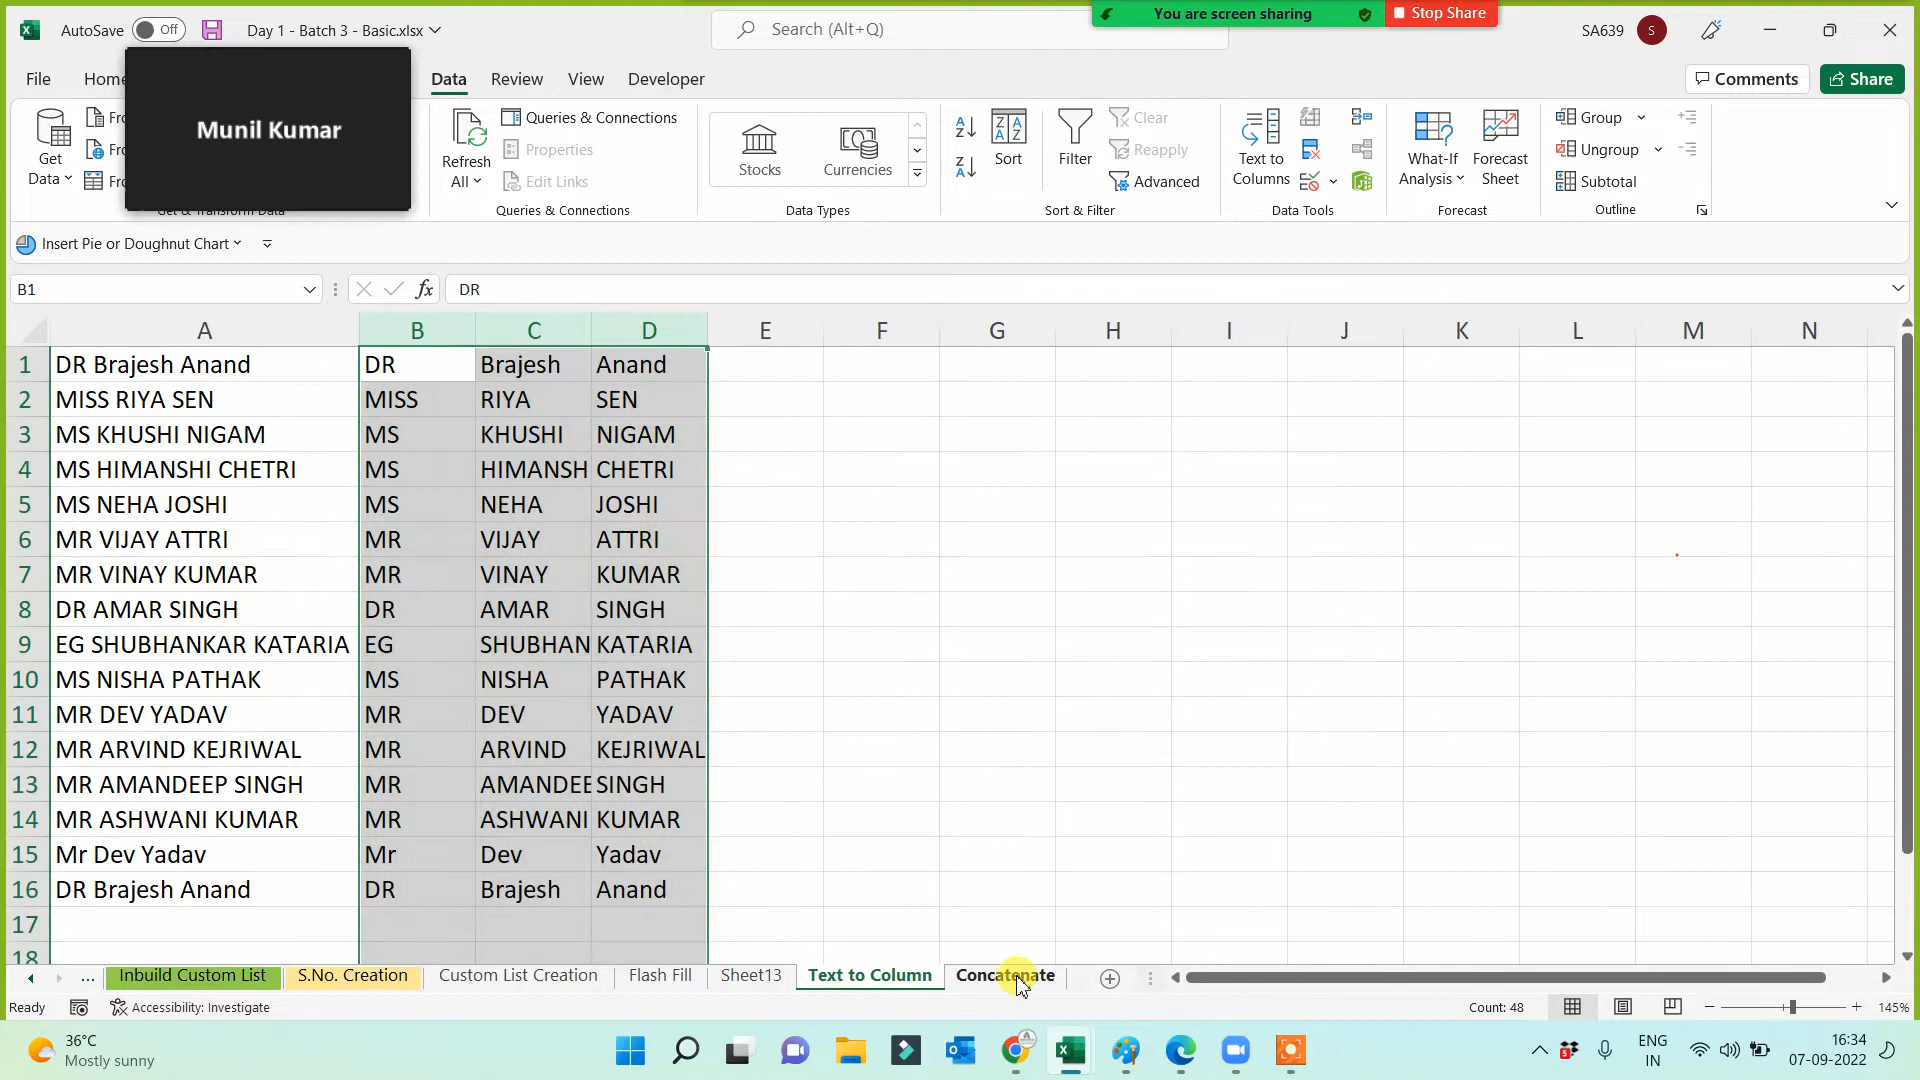 You are screen sharing Stop Share
AutoSave Off Day 1 - Batch 3 - Basic.xlsx Search (Alt+Q) SA639 S
File Home Data Review View Developer Comments Share
Munil Kumar
Get Data
Refresh All
Queries & Connections
Properties
Edit Links
Stocks Currencies
Sort Filter
Clear
Reapply
Advanced
Text to Columns
What-If Analysis
Forecast Sheet
Group
Ungroup
Subtotal
Get & Transform Data Queries & Connections Data Types Sort & Filter Data Tools Forecast Outline
Insert Pie or Doughnut Chart
B1 fx DR
A B C D E F G H I J K L M N
1 DR Brajesh Anand DR Brajesh Anand
2 MISS RIYA SEN MISS RIYA SEN
3 MS KHUSHI NIGAM MS KHUSHI NIGAM
4 MS HIMANSHI CHETRI MS HIMANSH CHETRI
5 MS NEHA JOSHI MS NEHA JOSHI
6 MR VIJAY ATTRI MR VIJAY ATTRI
7 MR VINAY KUMAR MR VINAY KUMAR
8 DR AMAR SINGH DR AMAR SINGH
9 EG SHUBHANKAR KATARIA EG SHUBHAN KATARIA
10 MS NISHA PATHAK MS NISHA PATHAK
11 MR DEV YADAV MR DEV YADAV
12 MR ARVIND KEJRIWAL MR ARVIND KEJRIWAL
13 MR AMANDEEP SINGH MR AMANDEE SINGH
14 MR ASHWANI KUMAR MR ASHWANI KUMAR
15 Mr Dev Yadav Mr Dev Yadav
16 DR Brajesh Anand DR Brajesh Anand
17
18
... Inbuild Custom List S.No. Creation Custom List Creation Flash Fill Sheet13 Text to Column Concatenate
Ready Accessibility: Investigate Count: 48 145%
36°C
Mostly sunny
ENG
IN
16:34
07-09-2022